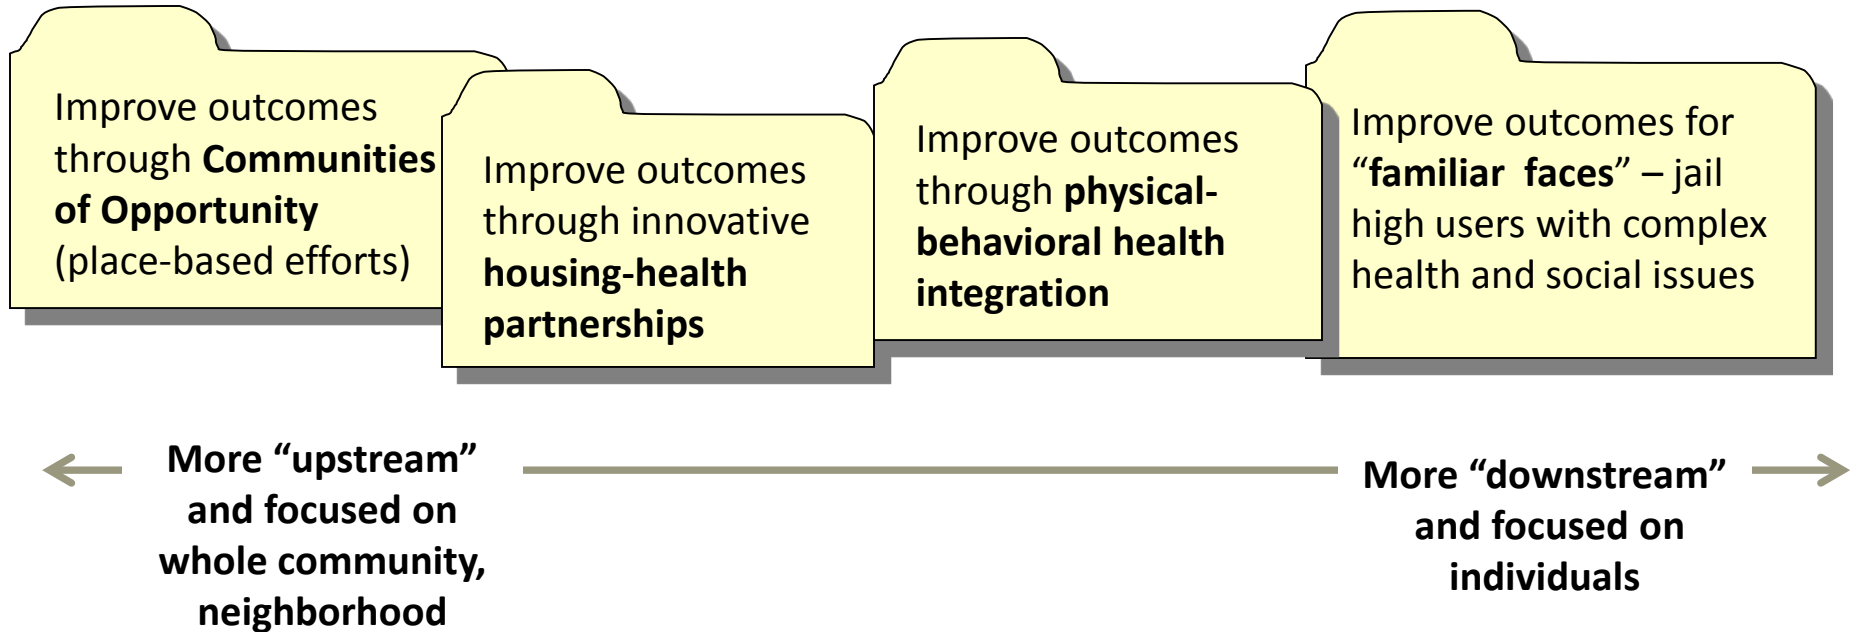 Improve outcomes
through Communities
of Opportunity
(place-based efforts)
Improve outcomes
through innovative
housing-health
partnerships
Improve outcomes
through physical-
behavioral health
integration
Improve outcomes for
“familiar  faces” – jail
high users with complex
health and social issues
More “upstream”
and focused on
whole community,
neighborhood
More “downstream”
and focused on
individuals